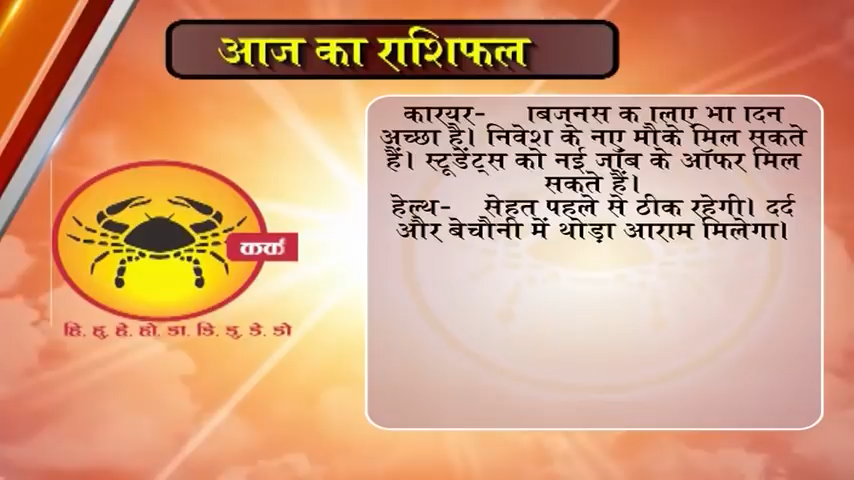 आज का राशिफल
कारयर- बिजनस क लिए भी दिन
अच्छा है। निवेश के नए मौके मिल सकते
हैं। स्टूडेंट्स को नई जॉब के ऑफर मिल
सकते हैं।
हेल्थ- सेहत पहले से ठीक रहेगी। दर्द
और बेचौनी में थोड़ा आराम मिलेगा।
कर्क
हि. हु. हे. हो. डा. डि. डु. डे. डो